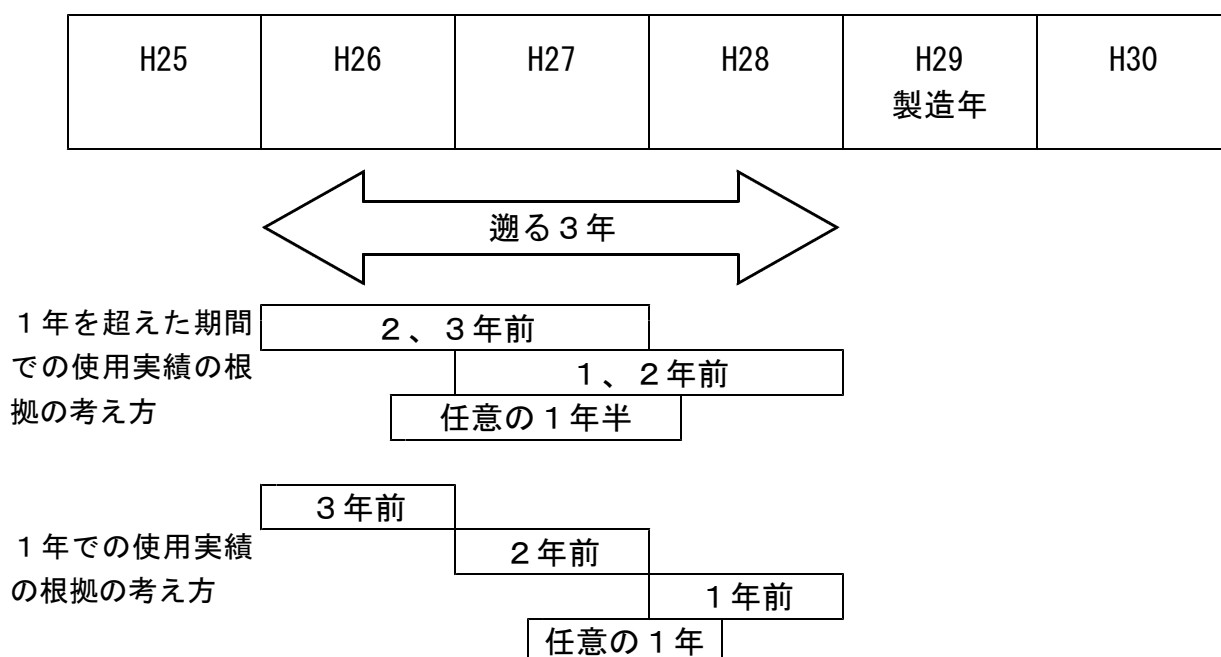 H25 H26 H27 H28 H29 H30
製造年
遡る3年
１年を超えた期間
での使用実績の根
拠の考え方
２、３年前
１、２年前
任意の１年半
１年での使用実績
の根拠の考え方
３年前
２年前
１年前
任意の１年